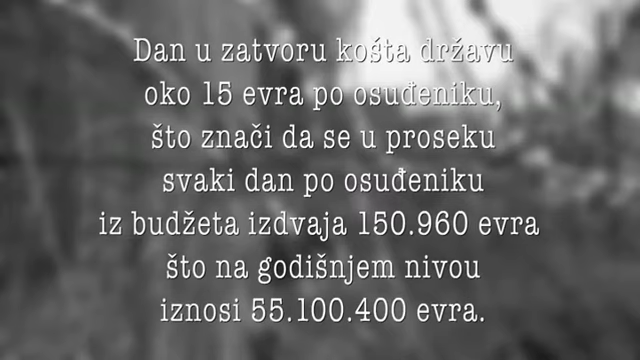 Dan u zatvoru kośta državu
oko 15 evra po osuđeniku,
što znači da se u proseku
svaki dan po osuđeniku
iz budžeta izdvaja 150.960 evra
što na godišnjem nivou
iznosi 55.100.400 evra.